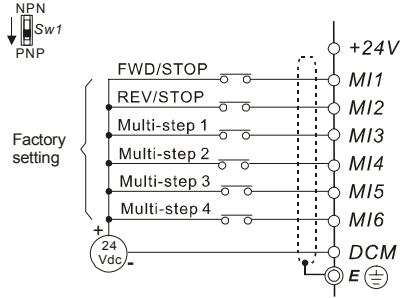 NPN
Sw1
PNP
+24V
FWD/STOP
MI1
REV/STOP
MI2
Multi-step 1
MI3
Factory
setting
Multi-step 2
MI4
Multi-step 3
MI5
Multi-step 4
MI6
+
24
Vdc
-
DCM
E